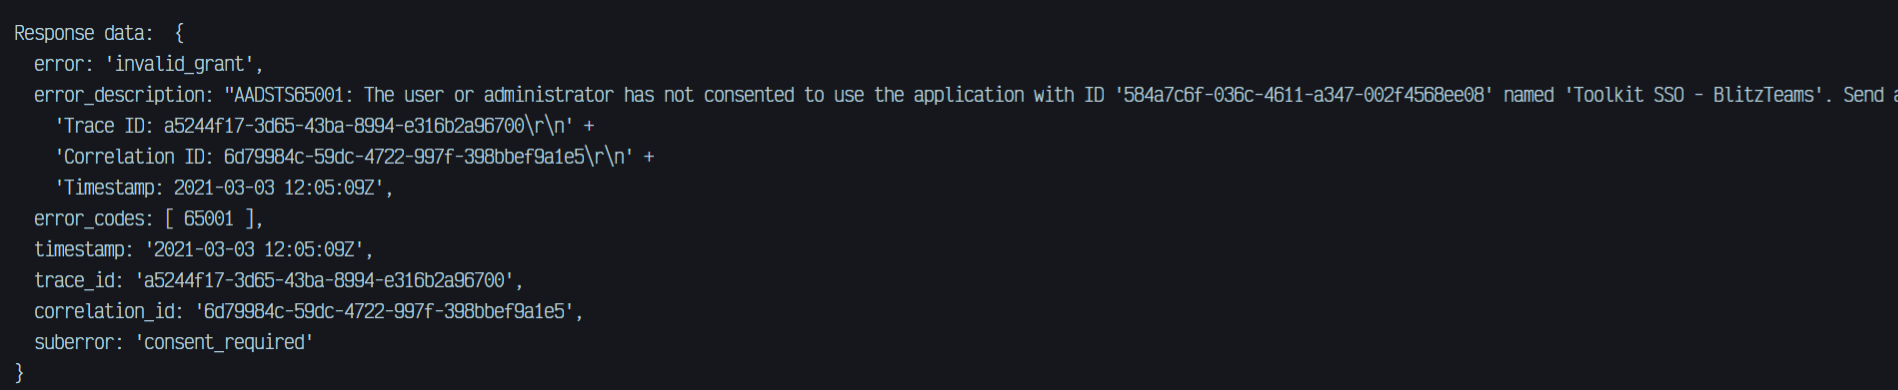 Response data:  {
  error: 'invalid_grant',
  error_description: "AADSTS65001: The user or administrator has not consented to use the application with ID '584a7c6f-036c-4611-a347-002f4568ee08' named 'Toolkit SSO - BlitzTeams'. Send a
    'Trace ID: a5244f17-3d65-43ba-8994-e316b2a96700\r\n' +
    'Correlation ID: 6d79984c-59dc-4722-997f-398bbef9a1e5\r\n' +
    'Timestamp: 2021-03-03 12:05:09Z',
  error_codes: [ 65001 ],
  timestamp: '2021-03-03 12:05:09Z',
  trace_id: 'a5244f17-3d65-43ba-8994-e316b2a96700',
  correlation_id: '6d79984c-59dc-4722-997f-398bbef9a1e5',
  suberror: 'consent_required'
}